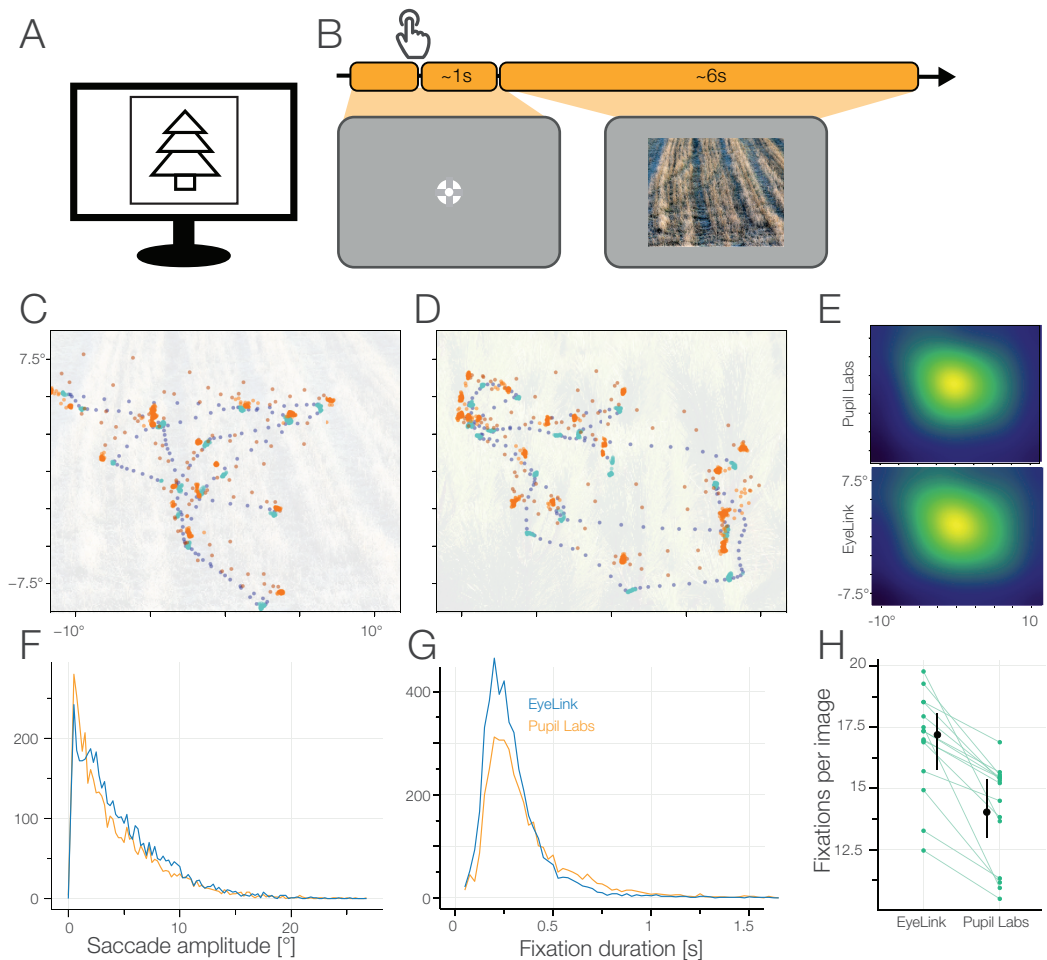 A
B
~1s
~6s
C
D
E
7.5°
−7.5°
−10°
10°
Pupil Labs
EyeLink
7.5°
-7.5°
-10°
10
F
200
100
0
0
10
20
Saccade amplitude [°]
G
400
200
0
EyeLink
Pupil Labs
0
0.5
1
1.5
Fixation duration [s]
H
Fixations per image
20
17.5
15
12.5
EyeLink
Pupil Labs